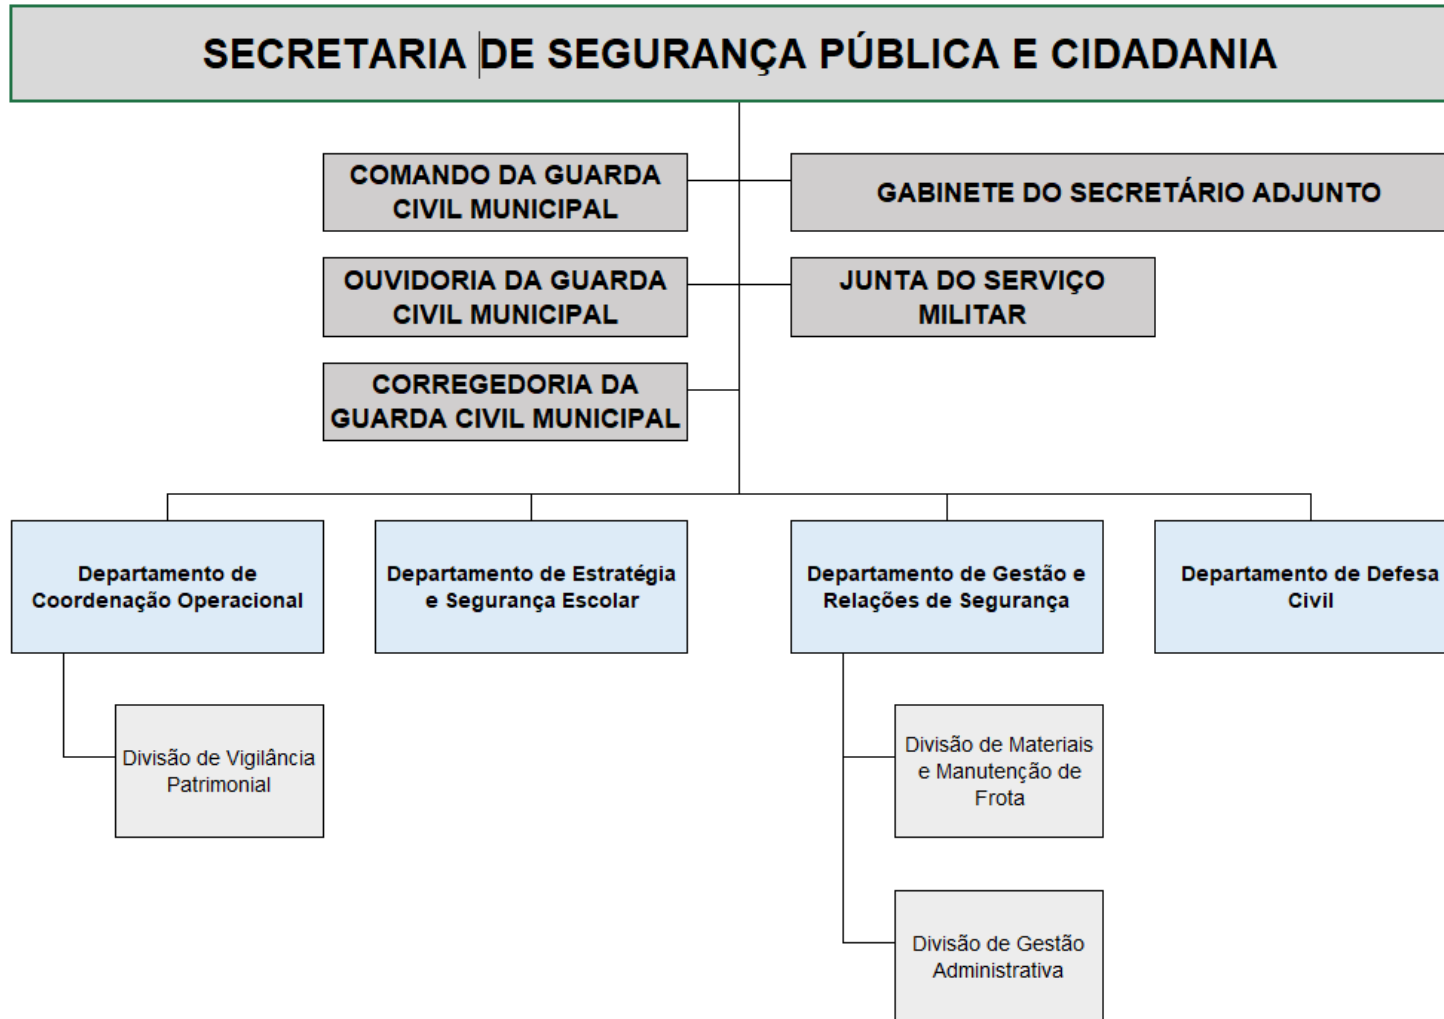 SECRETARIA DE SEGURANÇA PÚBLICA E CIDADANIA
COMANDO DA GUARDA
CIVIL MUNICIPAL
GABINETE DO SECRETÁRIO ADJUNTO
OUVIDORIA DA GUARDA
CIVIL MUNICIPAL
JUNTA DO SERVIÇO
MILITAR
CORREGEDORIA DA
GUARDA CIVIL MUNICIPAL
Departamento de
Coordenação Operacional
Departamento de Estratégia
e Segurança Escolar
Departamento de Gestão e
Relações de Segurança
Departamento de Defesa
Civil
Divisão de Vigilância
Patrimonial
Divisão de Materiais
e Manutenção de
Frota
Divisão de Gestão
Administrativa